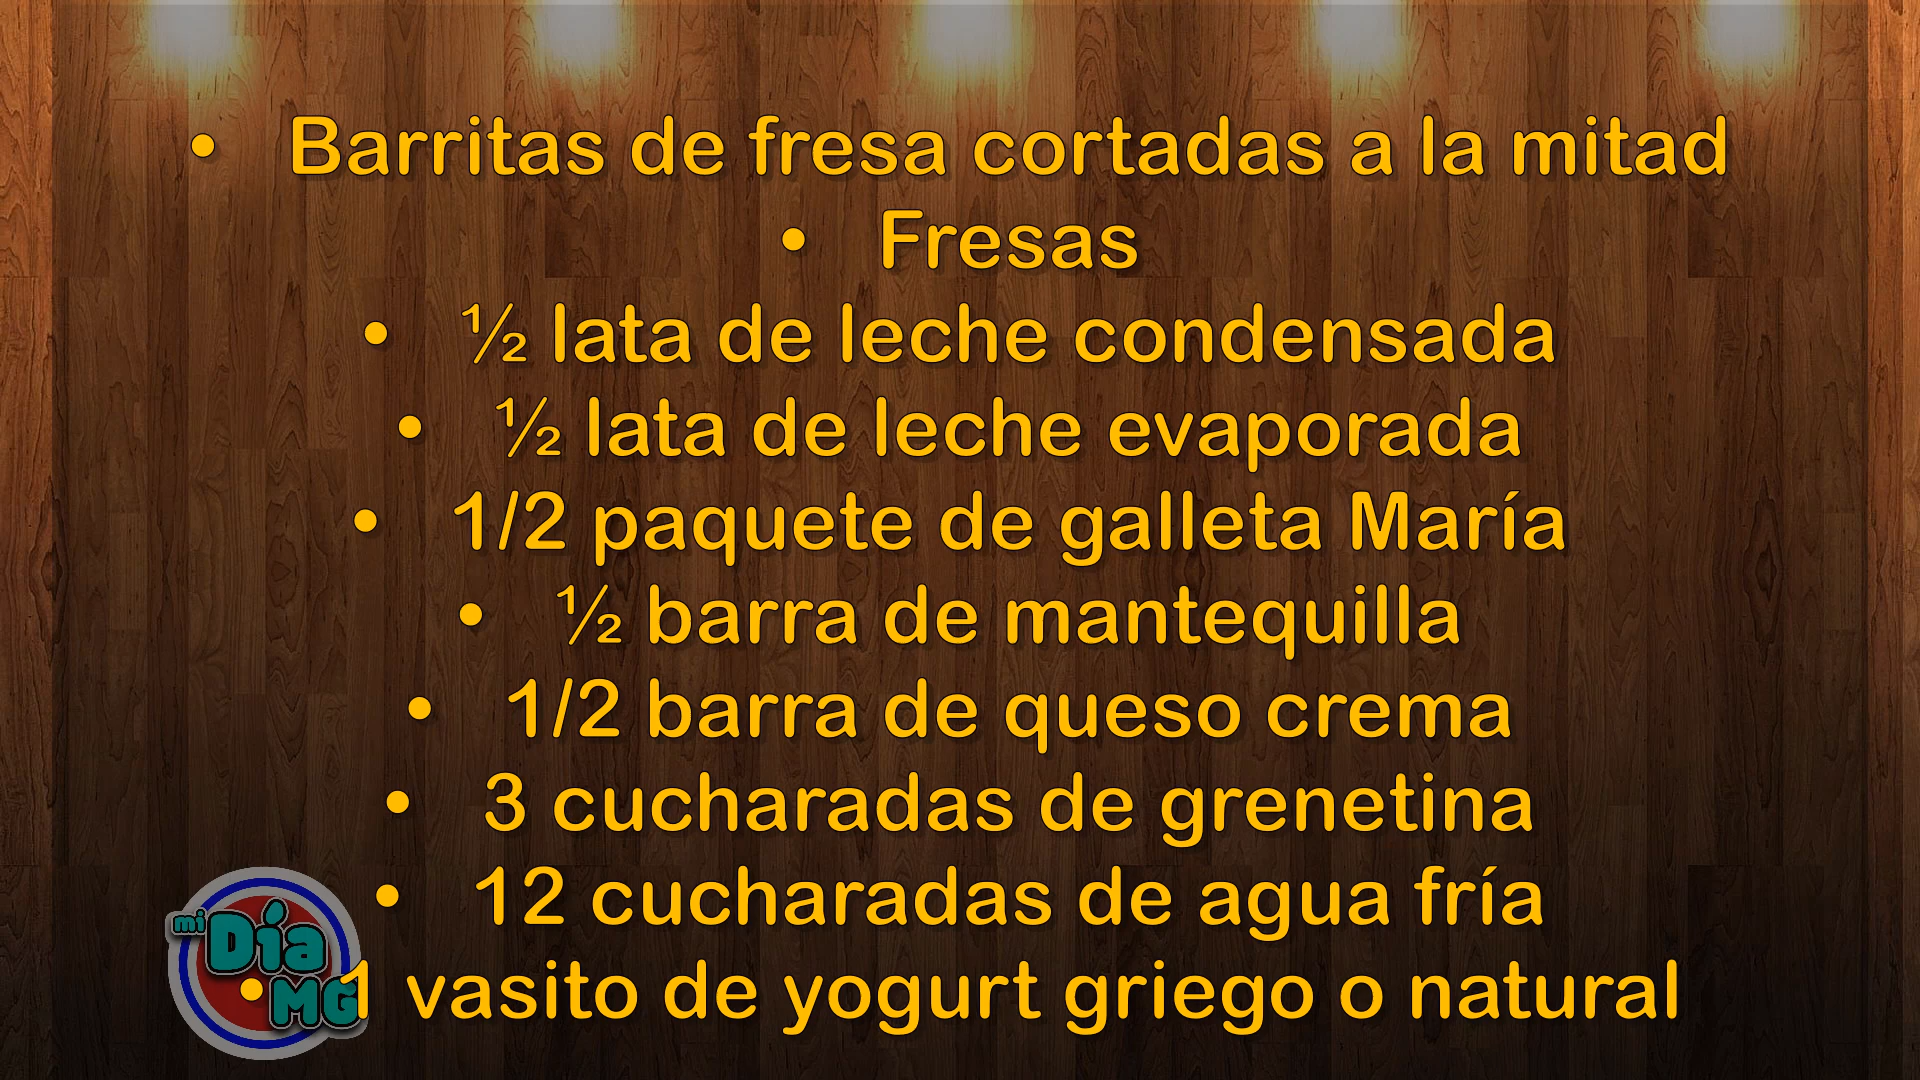 • Barritas de fresa cortadas a la mitad
• Fresas
• ½ lata de leche condensada
• ½ lata de leche evaporada
• 1/2 paquete de galleta María
• ½ barra de mantequilla
• 1/2 barra de queso crema
• 3 cucharadas de grenetina
• 12 cucharadas de agua fría
• 1 vasito de yogurt griego o natural
mi Día
MG